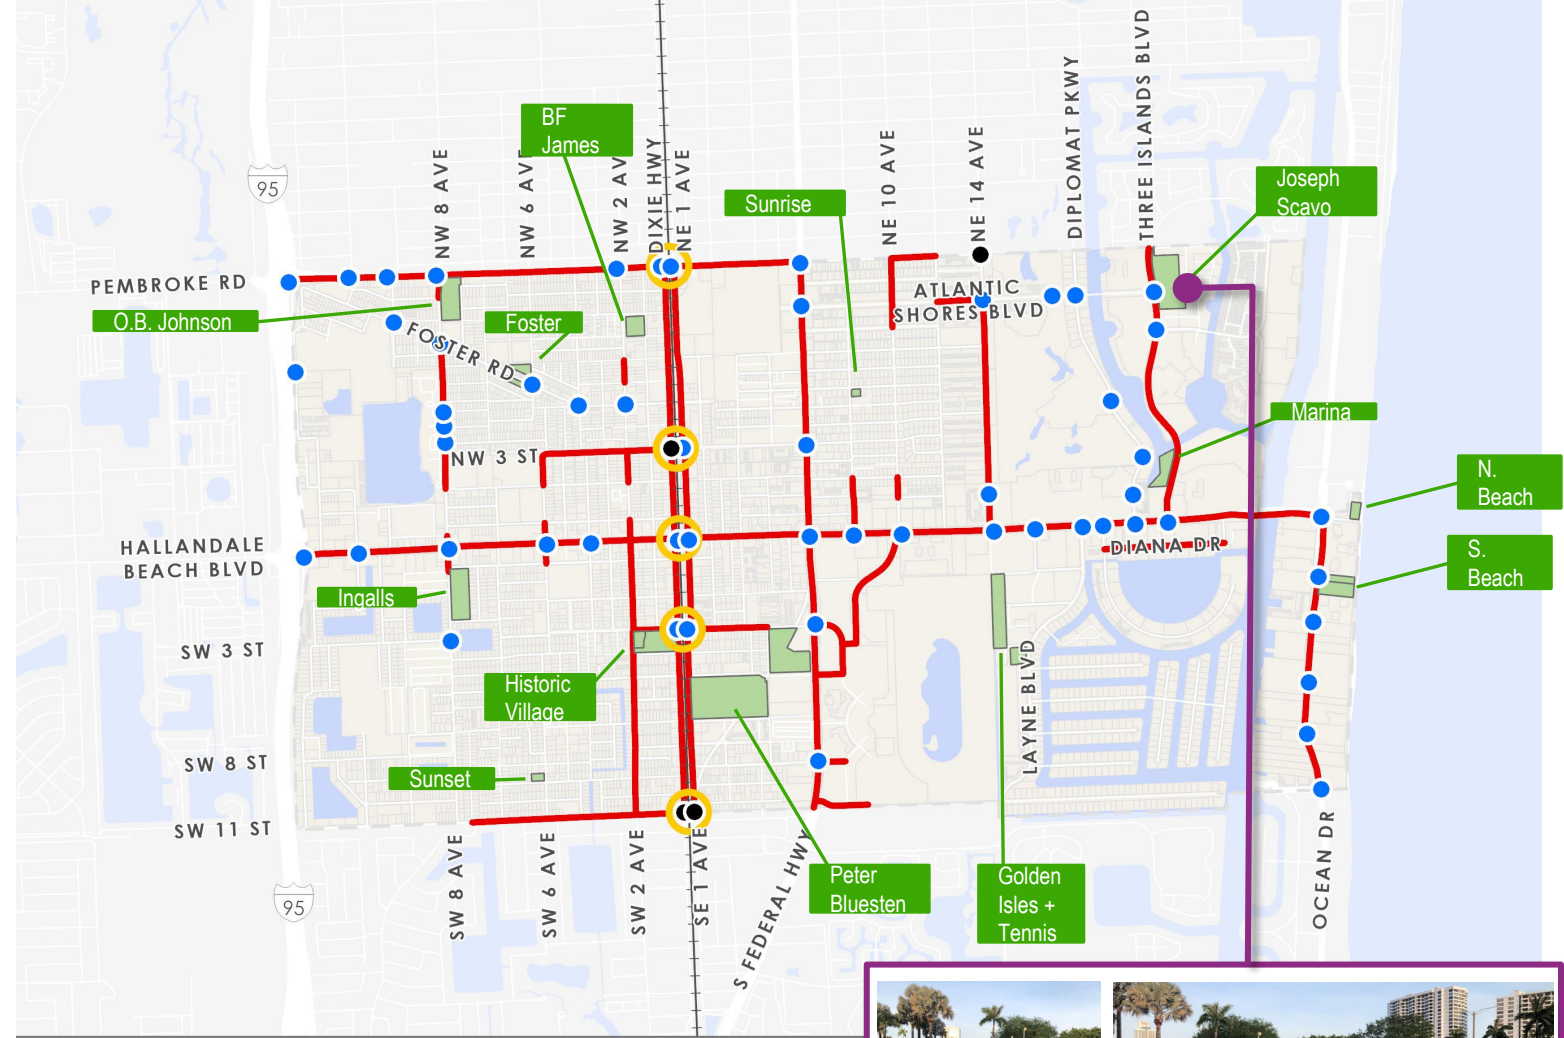 BF
James
95
NW 8 AVE
NW 6 AVE
NW 2 AV
DIXIE HWY
NE 1 AVE
Sunrise
NE 10 AVE
NE 14 AVE
DIPLOMAT PKWY
THREE ISLANDS BLVD
Joseph
Scavo
PEMBROKE RD
O.B. Johnson
Foster
FOSTER RD
ATLANTIC
SHORES BLVD
Marina
NW 3 ST
N.
Beach
HALLANDALE
BEACH BLVD
DIANA DR
S.
Beach
Ingalls
SW 3 ST
Historic
Village
LAYNE BLVD
SW 8 ST
Sunset
SW 11 ST
SW 8 AVE
SW 6 AVE
SW 2 AVE
SE 1 AVE
S FEDERAL HWY
Peter
Bluesten
Golden
Isles +
Tennis
OCEAN DR
95